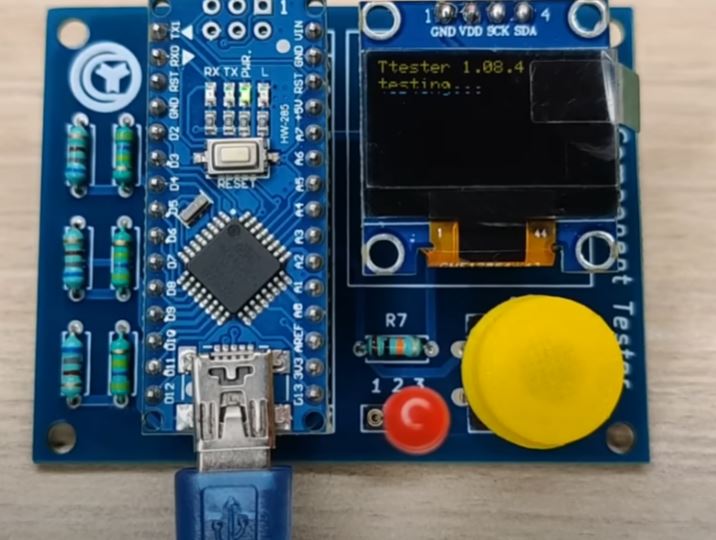 1
VIN
TX1
RX0
RST
GND
D2
D3
D4
D5
D6
D7
D8
D9
D10
D11
D12
GND
RST
+5V
A7
A6
A5
A4
A3
A2
A1
A0
AREF
3V3
D13
RX TX PWR. L
HW-285
RESET
1 4
GND VDD SCK SDA
Ttester 1.08.4
testing...
1 44
Component Tester
R7
1 2 3